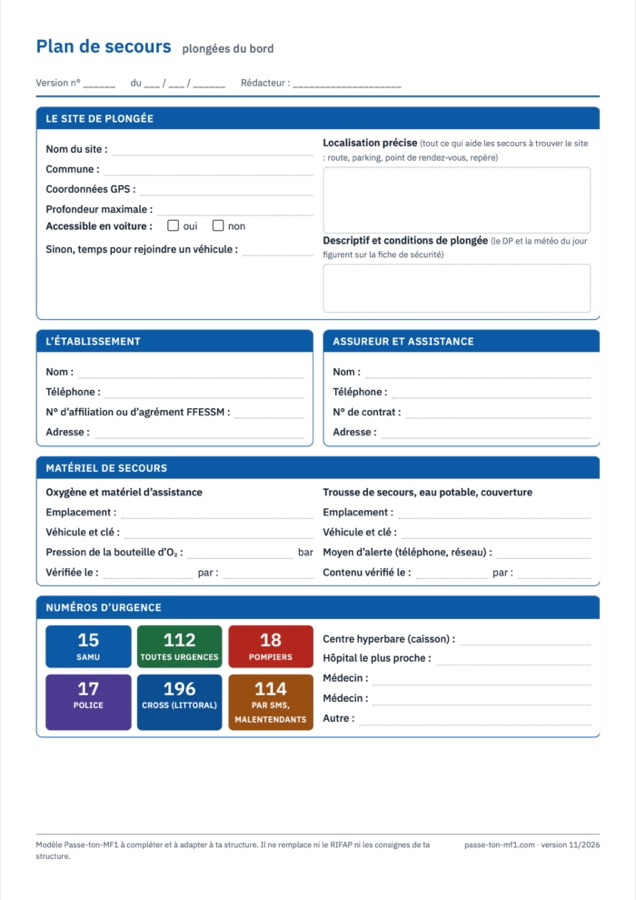 Plan de secours plongées du bord
Version n° ______ du ___ / ___ / ______ Rédacteur : ____________________
LE SITE DE PLONGÉE
Nom du site :
Commune :
Coordonnées GPS :
Profondeur maximale :
Accessible en voiture : oui non
Sinon, temps pour rejoindre un véhicule :
Localisation précise (tout ce qui aide les secours à trouver le site
: route, parking, point de rendez-vous, repère)
Descriptif et conditions de plongée (le DP et la météo du jour
figurent sur la fiche de sécurité)
L'ÉTABLISSEMENT
Nom :
Téléphone :
N° d'affiliation ou d'agrément FFESSM :
Adresse :
ASSUREUR ET ASSISTANCE
Nom :
Téléphone :
N° de contrat :
Adresse :
MATÉRIEL DE SECOURS
Oxygène et matériel d'assistance
Emplacement :
Véhicule et clé :
Pression de la bouteille d'O₂ : bar
Vérifiée le : par :
Trousse de secours, eau potable, couverture
Emplacement :
Véhicule et clé :
Moyen d'alerte (téléphone, réseau) :
Contenu vérifié le : par :
NUMÉROS D'URGENCE
15
SAMU
112
TOUTES URGENCES
18
POMPIERS
17
POLICE
196
CROSS (LITTORAL)
114
PAR SMS,
MALENTENDANTS
Centre hyperbare (caisson) :
Hôpital le plus proche :
Médecin :
Médecin :
Autre :
Modèle Passe-ton-MF1 à compléter et à adapter à ta structure. Il ne remplace ni le RIFAP ni les consignes de ta
structure.
passe-ton-mf1.com · version 11/2026